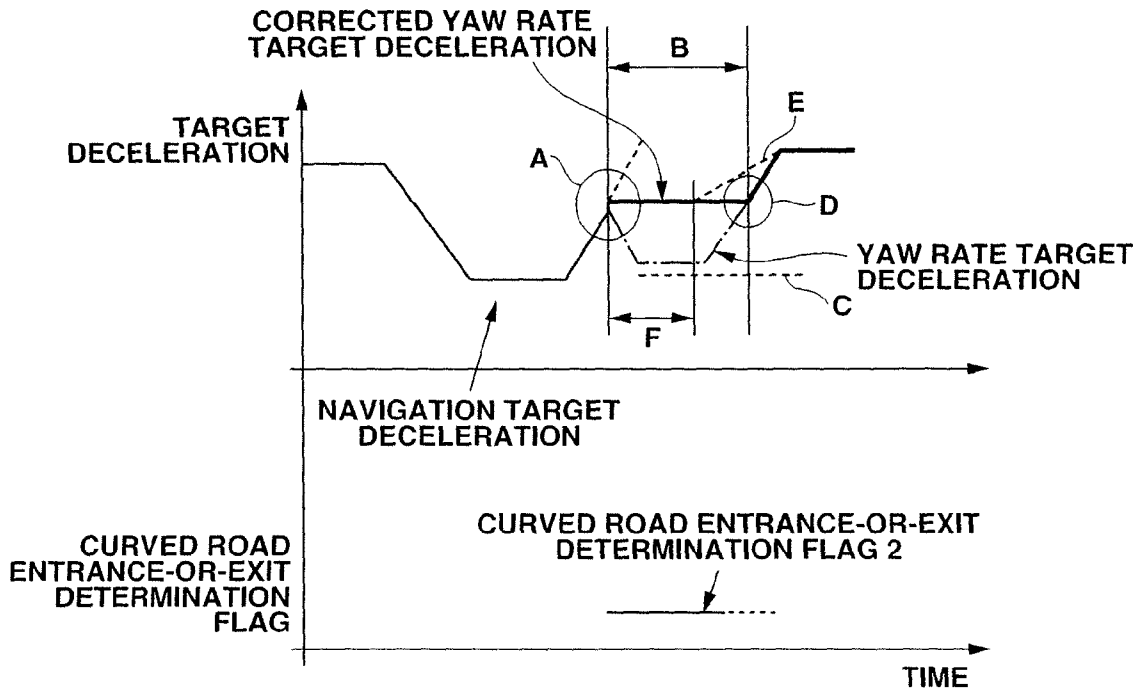 CORRECTED YAW RATE
TARGET DECELERATION
B
E
TARGET
DECELERATION
A
D
YAW RATE TARGET
DECELERATION
C
F
NAVIGATION TARGET
DECELERATION
CURVED ROAD ENTRANCE-OR-EXIT
DETERMINATION FLAG 2
CURVED ROAD
ENTRANCE-OR-EXIT
DETERMINATION
FLAG
TIME